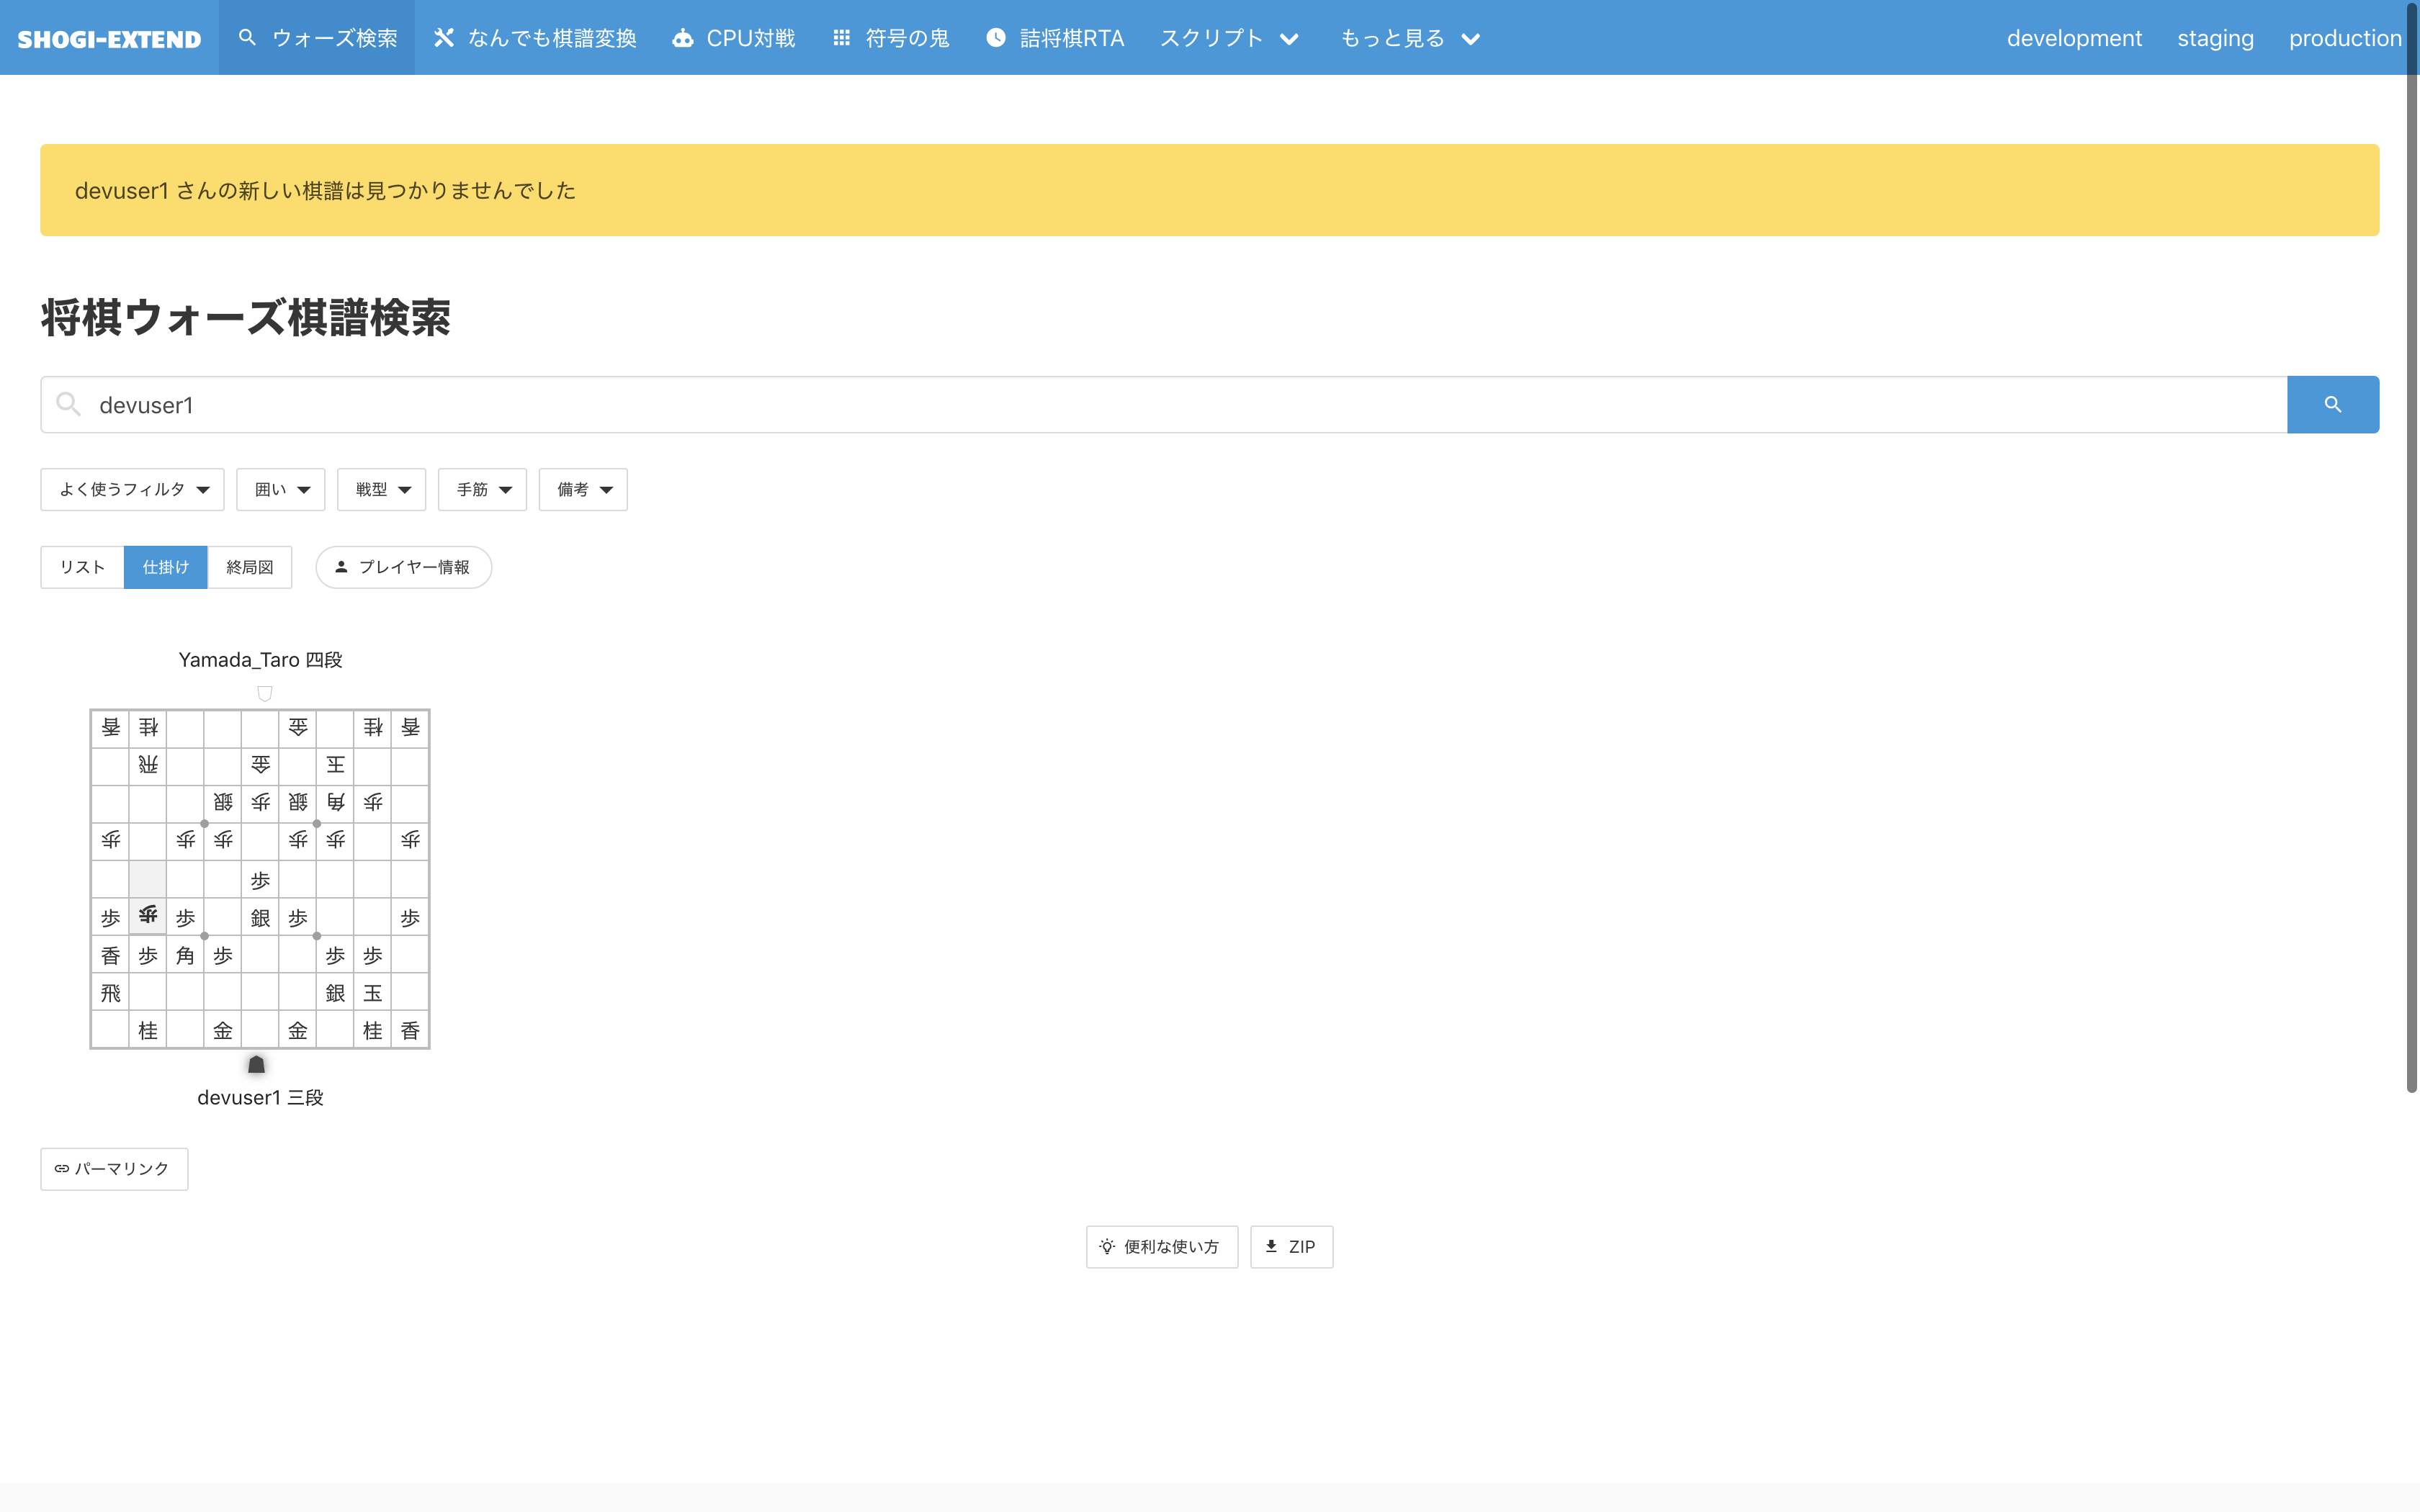 SHOGI-EXTEND ウォーズ検索 なんでも棋譜変換 CPU対戦 符号の鬼 詰将棋RTA スクリプト もっと見る development staging production
devuser1 さんの新しい棋譜は見つかりませんでした
将棋ウォーズ棋譜検索
devuser1
よく使うフィルタ 囲い 戦型 手筋 備考
リスト 仕掛け 終局図 プレイヤー情報
Yamada_Taro 四段
香 桂 金 桂 香
飛 金 王
銀 歩 銀 角 歩
歩 歩 歩 歩 歩 歩
歩
歩 歩 歩 銀 歩 歩
香 歩 角 歩 歩 歩
飛 銀 玉
桂 金 金 桂 香
devuser1 三段
パーマリンク
便利な使い方 ZIP